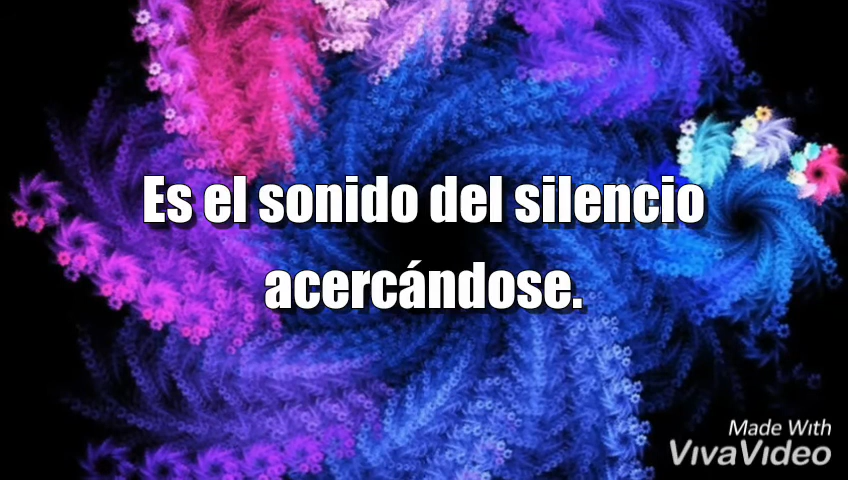 Es el sonido del silencio
acercándose.
Made With
VivaVideo